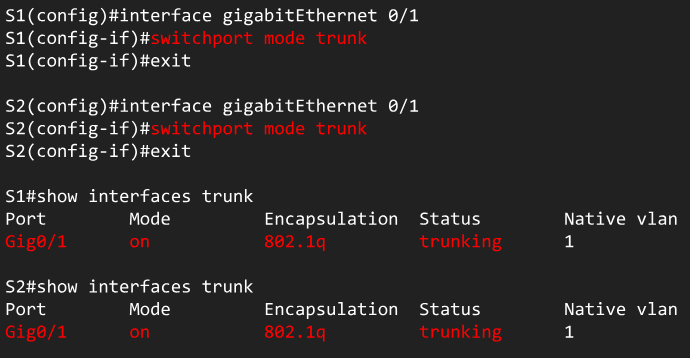 S1(config)#interface gigabitEthernet 0/1
S1(config-if)#switchport mode trunk
S1(config-if)#exit
S2(config)#interface gigabitEthernet 0/1
S2(config-if)#switchport mode trunk
S2(config-if)#exit
S1#show interfaces trunk
Port Mode Encapsulation Status Native vlan
Gig0/1 on 802.1q trunking 1
S2#show interfaces trunk
Port Mode Encapsulation Status Native vlan
Gig0/1 on 802.1q trunking 1